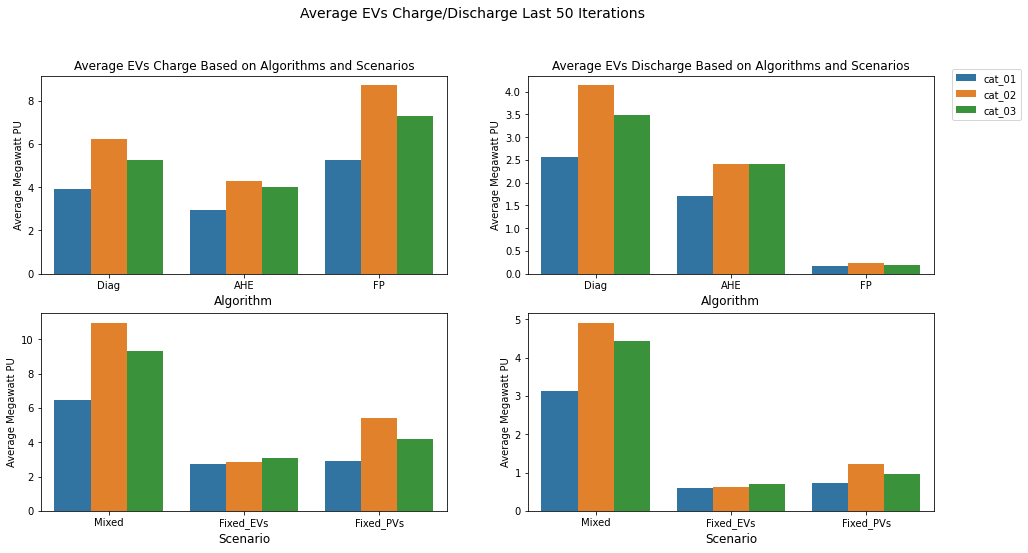 Average EVs Charge/Discharge Last 50 Iterations
Average EVs Charge Based on Algorithms and Scenarios
Average Megawatt PU
8
6
4
2
0
Diag AHE FP
Algorithm
Average EVs Discharge Based on Algorithms and Scenarios
Average Megawatt PU
4.0
3.5
3.0
2.5
2.0
1.5
1.0
0.5
0.0
Diag AHE FP
Algorithm
cat_01
cat_02
cat_03
Average Megawatt PU
10
8
6
4
2
0
Mixed Fixed_EVs Fixed_PVs
Scenario
Average Megawatt PU
5
4
3
2
1
0
Mixed Fixed_EVs Fixed_PVs
Scenario